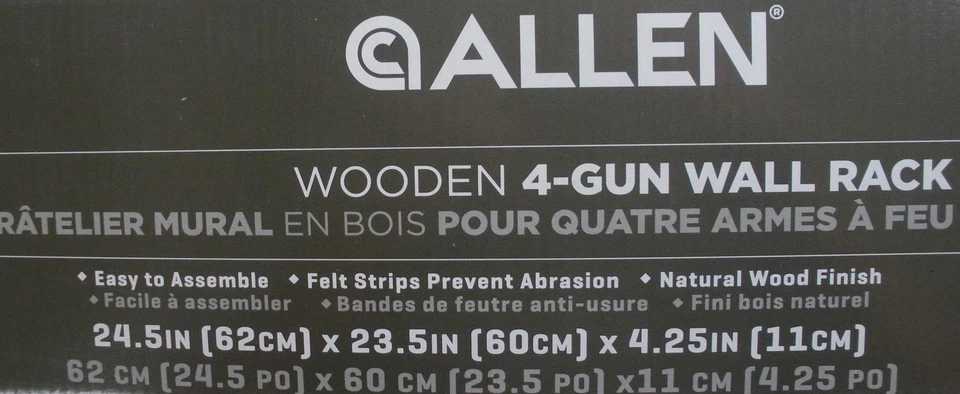 ALLEN®
WOODEN 4-GUN WALL RACK
RÂTELIER MURAL EN BOIS POUR QUATRE ARMES À FEU
◆ Easy to Assemble ◆ Felt Strips Prevent Abrasion ◆ Natural Wood Finish
◆ Facile à assembler ◆ Bandes de feutre anti-usure ◆ Fini bois naturel
24.5IN (62CM) X 23.5IN (60CM) X 4.25IN (11CM)
62 CM (24.5 PO) X 60 CM (23.5 PO) X11 CM (4.25 PO)